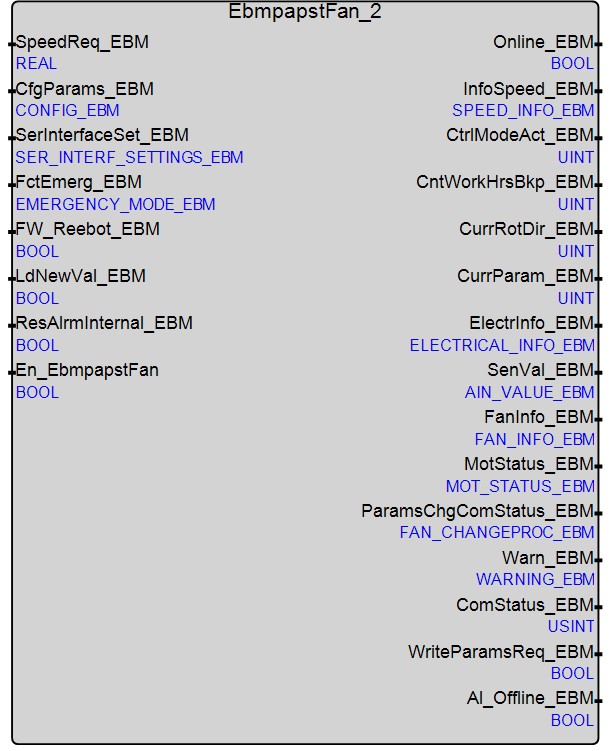 EbmpapstFan_2
SpeedReq_EBM
REAL
CfgParams_EBM
CONFIG_EBM
SerInterfaceSet_EBM
SER_INTERF_SETTINGS_EBM
FctEmerg_EBM
EMERGENCY_MODE_EBM
FW_Reebot_EBM
BOOL
LdNewVal_EBM
BOOL
ResAlrmInternal_EBM
BOOL
En_EbmpapstFan
BOOL
Online_EBM
BOOL
InfoSpeed_EBM
SPEED_INFO_EBM
CtrlModeAct_EBM
UINT
CntWorkHrsBkp_EBM
UINT
CurrRotDir_EBM
UINT
CurrParam_EBM
UINT
ElectrInfo_EBM
ELECTRICAL_INFO_EBM
SenVal_EBM
AIN_VALUE_EBM
FanInfo_EBM
FAN_INFO_EBM
MotStatus_EBM
MOT_STATUS_EBM
ParamsChgComStatus_EBM
FAN_CHANGEPROC_EBM
Warn_EBM
WARNING_EBM
ComStatus_EBM
USINT
WriteParamsReq_EBM
BOOL
Al_Offline_EBM
BOOL